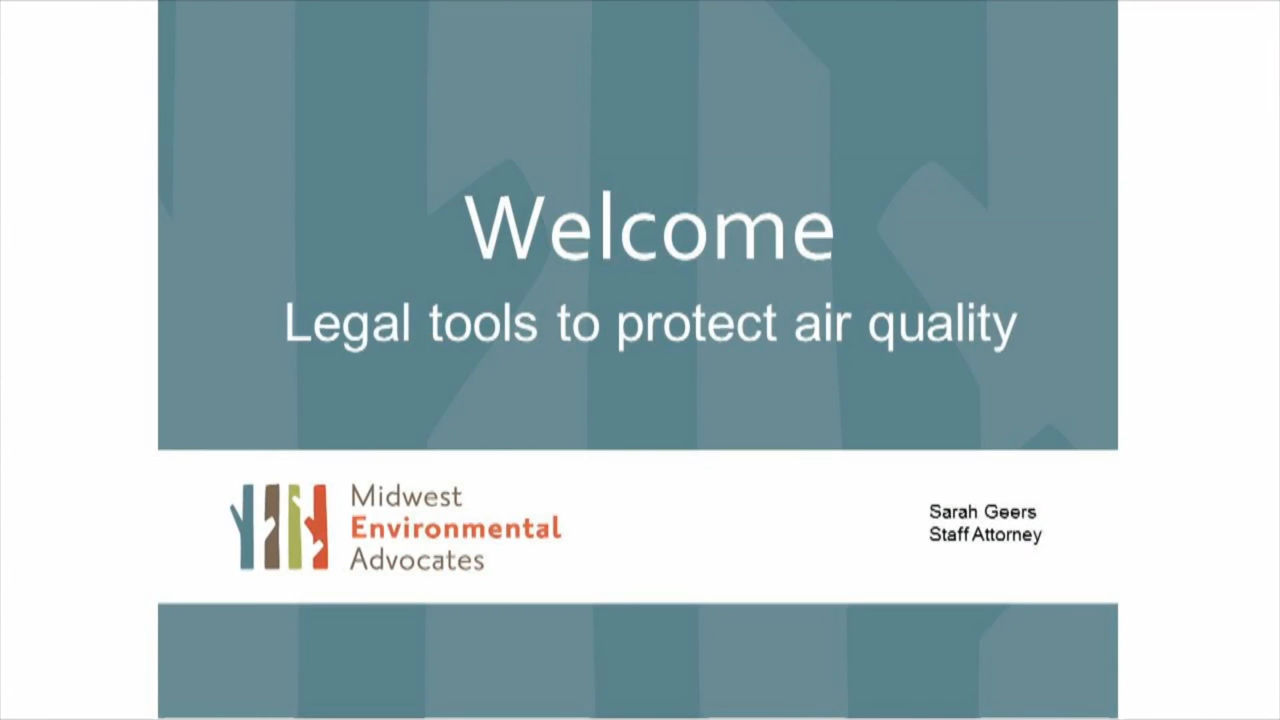 Welcome
Legal tools to protect air quality
Midwest
Environmental
Advocates
Sarah Geers
Staff Attorney